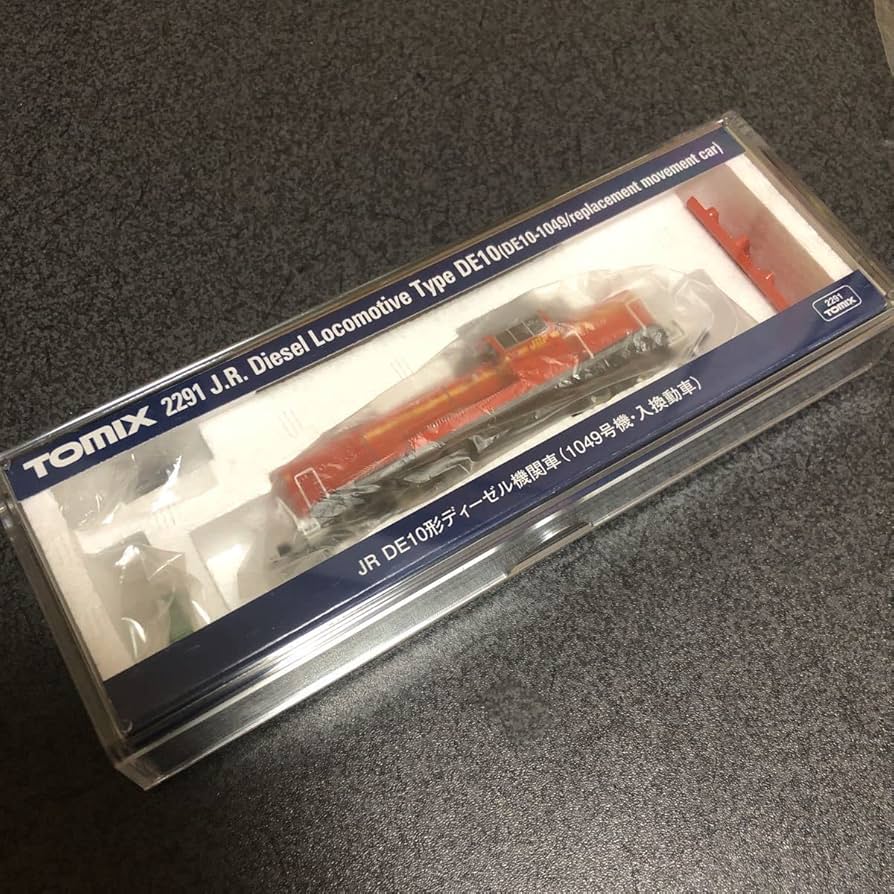 TOMIX 2291 J.R. Diesel Locomotive Type DE10(DE10-1049/replacement movement car)
2291
TOMIX
JR DE10形ディーゼル機関車(1049号機・入換動車)